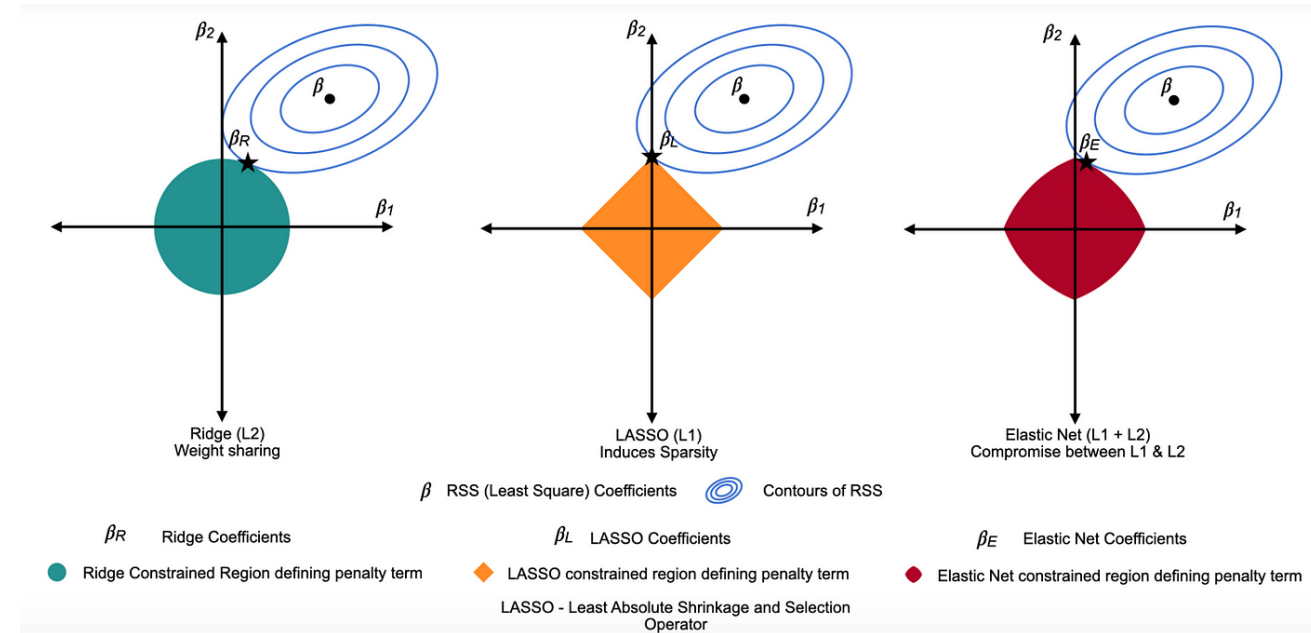 β2
β
βR
β1
Ridge (L2)
Weight sharing
β2
β
βL
β1
LASSO (L1)
Induces Sparsity
β2
β
βE
β1
Elastic Net (L1 + L2)
Compromise between L1 & L2
β RSS (Least Square) Coefficients
Contours of RSS
βR Ridge Coefficients
βL LASSO Coefficients
βE Elastic Net Coefficients
Ridge Constrained Region defining penalty term
LASSO constrained region defining penalty term
Elastic Net constrained region defining penalty term
LASSO - Least Absolute Shrinkage and Selection
Operator